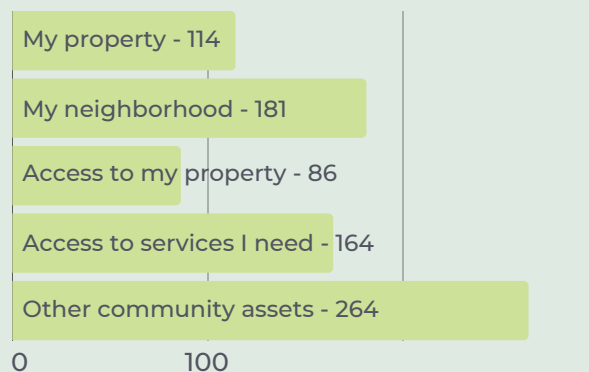 My property - 114
My neighborhood - 181
Access to my property - 86
Access to services I need - 164
Other community assets - 264
0 100